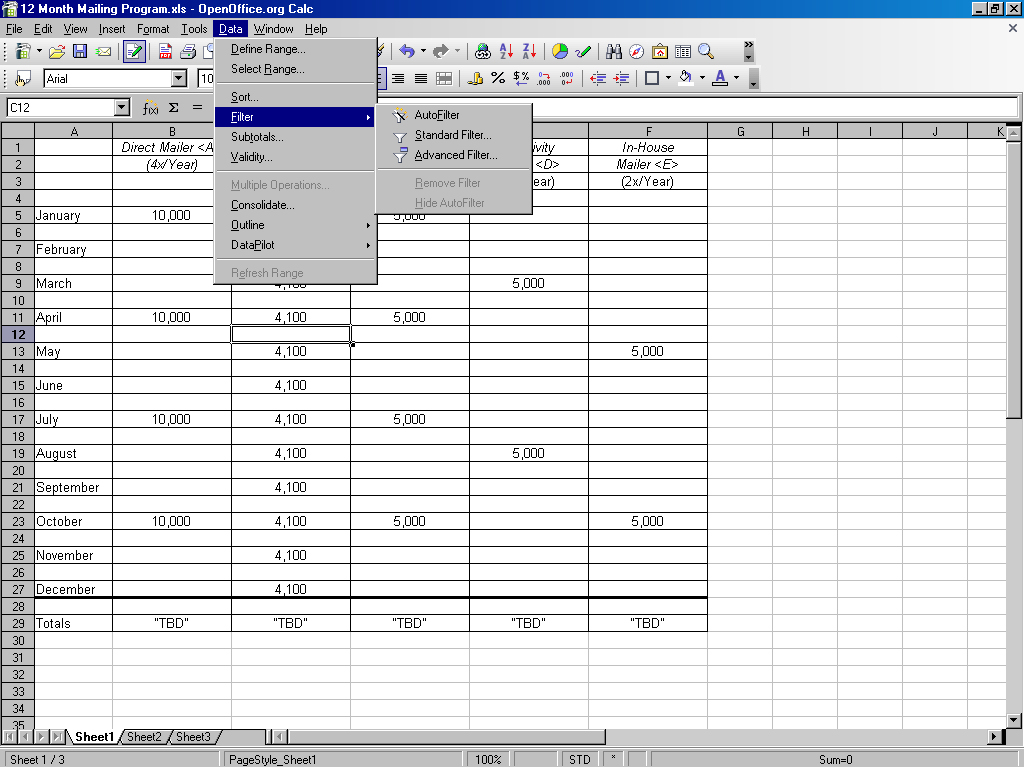 12 Month Mailing Program.xls - OpenOffice.org Calc
File Edit View Insert Format Tools Data Window Help
Arial 10
C12 f(x) Σ =
Define Range...
Select Range...
Sort...
Filter
Subtotals...
Validity...
Multiple Operations...
Consolidate...
Outline
DataPilot
Refresh Range
AutoFilter
Standard Filter...
Advanced Filter...
Remove Filter
Hide AutoFilter
A B F G H I J K
1 Direct Mailer <A ivity In-House
2 (4x/Year) <D> Mailer <E>
3 ear) (2x/Year)
4
5 January 10,000 5,000
6
7 February
8
9 March 4,100 5,000
10
11 April 10,000 4,100 5,000
12
13 May 4,100 5,000
14
15 June 4,100
16
17 July 10,000 4,100 5,000
18
19 August 4,100 5,000
20
21 September 4,100
22
23 October 10,000 4,100 5,000 5,000
24
25 November 4,100
26
27 December 4,100
28
29 Totals "TBD" "TBD" "TBD" "TBD" "TBD"
30
31
32
33
34
35
Sheet1 Sheet2 Sheet3
Sheet 1 / 3 PageStyle_Sheet1 100% STD * Sum=0